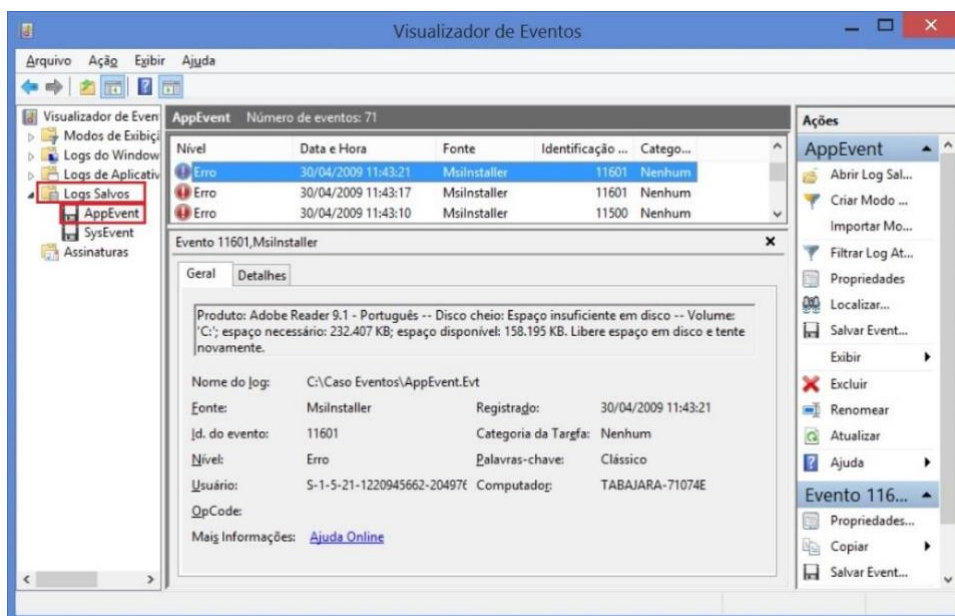 Visualizador de Eventos
Arquivo Ação Exibir Ajuda
Visualizador de Even
Modos de Exibiçã
Logs do Window
Logs de Aplicativ
Logs Salvos
AppEvent
SysEvent
Assinaturas
AppEvent Número de eventos: 71
Nível Data e Hora Fonte Identificação ... Catego...
Erro 30/04/2009 11:43:21 MsiInstaller 11601 Nenhum
Erro 30/04/2009 11:43:17 MsiInstaller 11601 Nenhum
Erro 30/04/2009 11:43:10 MsiInstaller 11500 Nenhum
Evento 11601,MsiInstaller
Geral Detalhes
Produto: Adobe Reader 9.1 - Português -- Disco cheio: Espaço insuficiente em disco -- Volume:
'C:'; espaço necessário: 232.407 KB; espaço disponível: 158.195 KB. Libere espaço em disco e tente
novamente.
Nome do log: C:\Caso Eventos\AppEvent.Evt
Fonte: MsiInstaller Registrado: 30/04/2009 11:43:21
Id. do evento: 11601 Categoria da Tarefa: Nenhum
Nível: Erro Palavras-chave: Clássico
Usuário: S-1-5-21-1220945662-204976 Computador: TABAJARA-71074E
OpCode:
Mais Informações: Ajuda Online
Ações
AppEvent
Abrir Log Sal...
Criar Modo ...
Importar Mo...
Filtrar Log At...
Propriedades
Localizar...
Salvar Event...
Exibir
Excluir
Renomear
Atualizar
Ajuda
Evento 116...
Propriedades...
Copiar
Salvar Event...